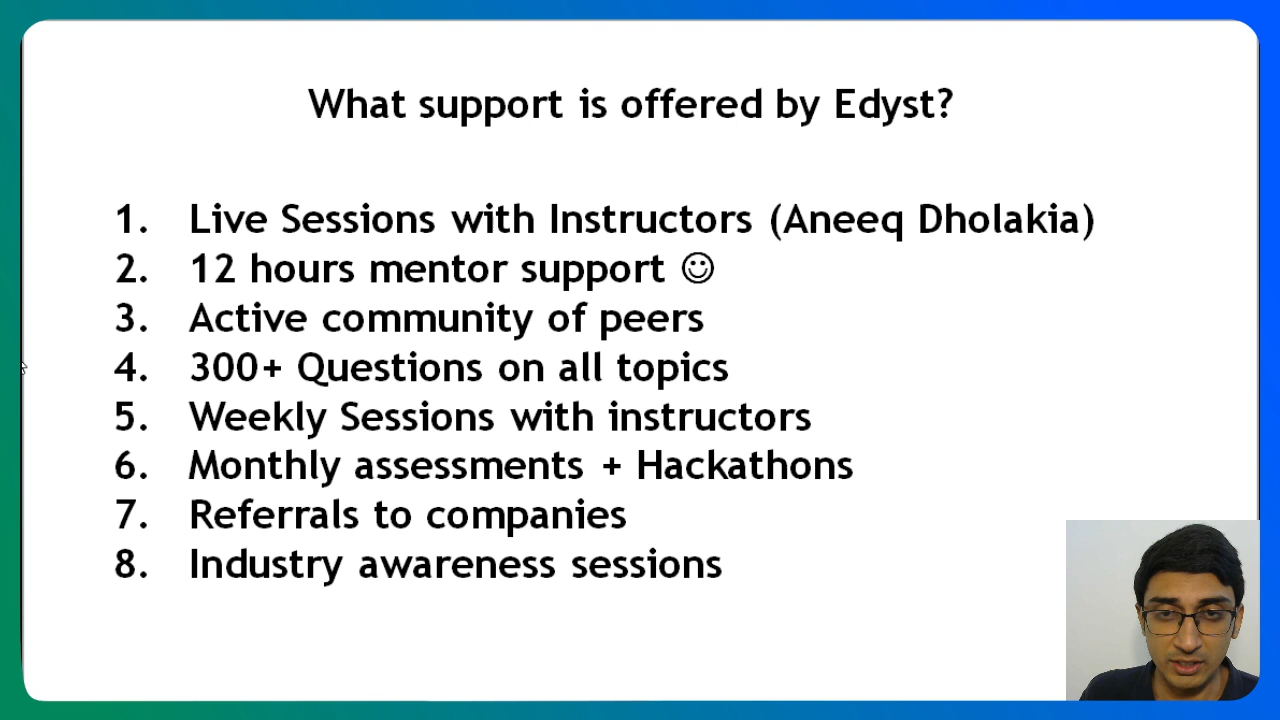 What support is offered by Edyst?
1. Live Sessions with Instructors (Aneeq Dholakia)
2. 12 hours mentor support ☺
3. Active community of peers
4. 300+ Questions on all topics
5. Weekly Sessions with instructors
6. Monthly assessments + Hackathons
7. Referrals to companies
8. Industry awareness sessions